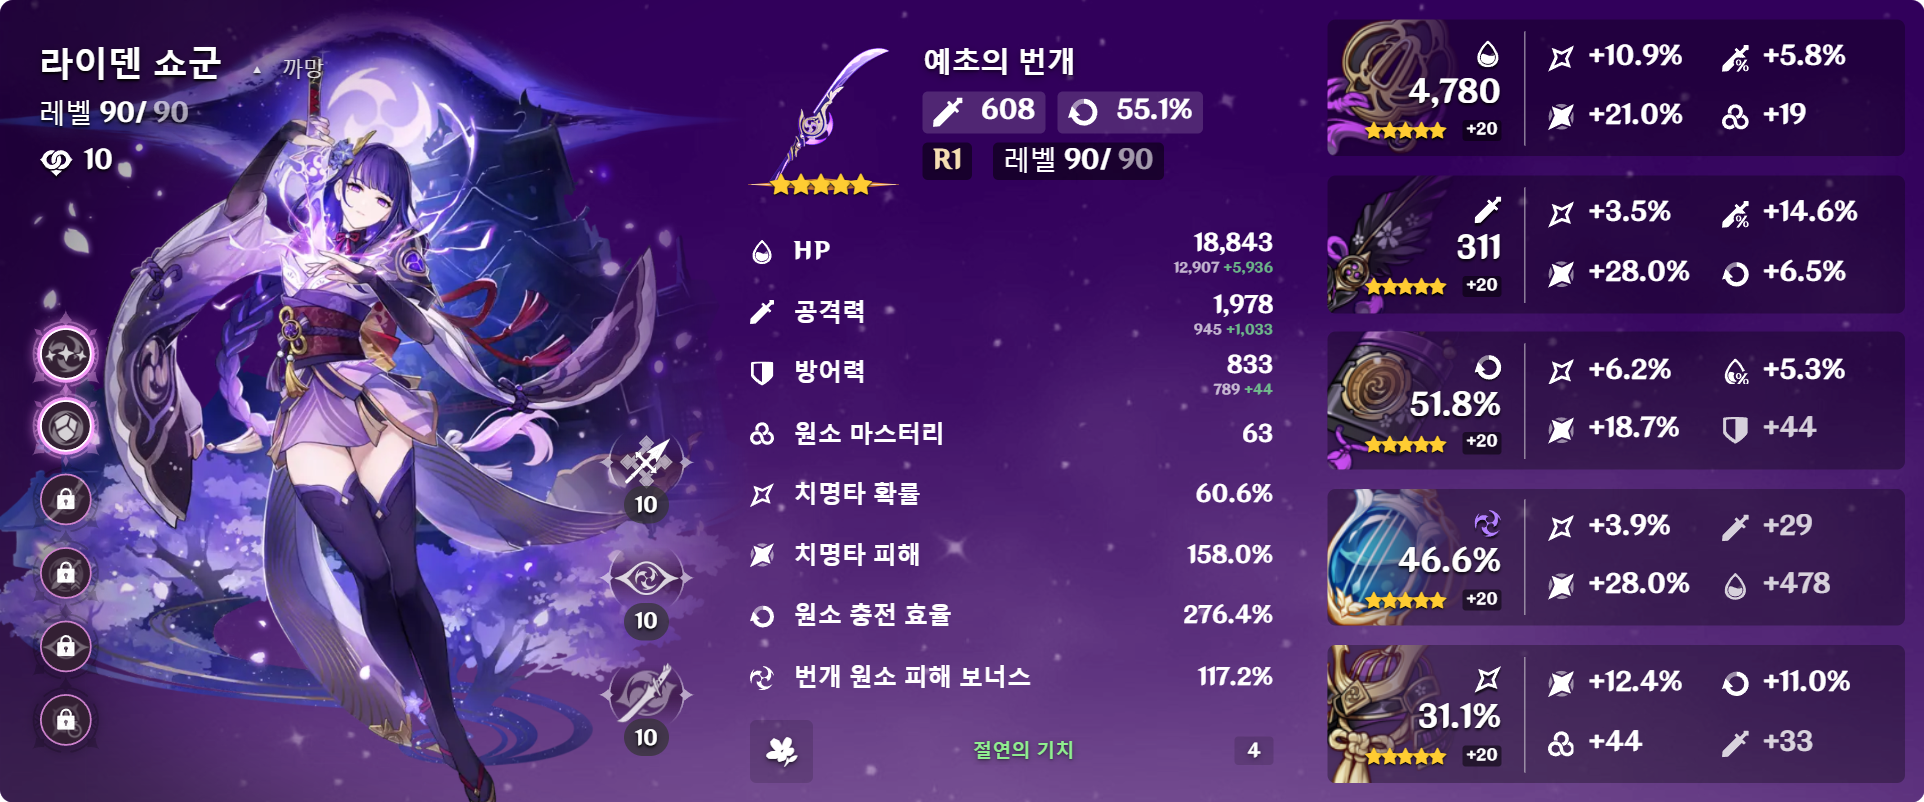 라이덴 쇼군 ▲ 까망
레벨 90/ 90
10
10
10
10
예초의 번개
608 55.1%
R1 레벨 90/ 90
HP 18,843
12,907 +5,936
공격력 1,978
945 +1,033
방어력 833
789 +44
원소 마스터리 63
치명타 확률 60.6%
치명타 피해 158.0%
원소 충전 효율 276.4%
번개 원소 피해 보너스 117.2%
절연의 기치 4
4,780
+20
+10.9% +5.8%
+21.0% +19
311
+20
+3.5% +14.6%
+28.0% +6.5%
51.8%
+20
+6.2% +5.3%
+18.7% +44
46.6%
+20
+3.9% +29
+28.0% +478
31.1%
+20
+12.4% +11.0%
+44 +33